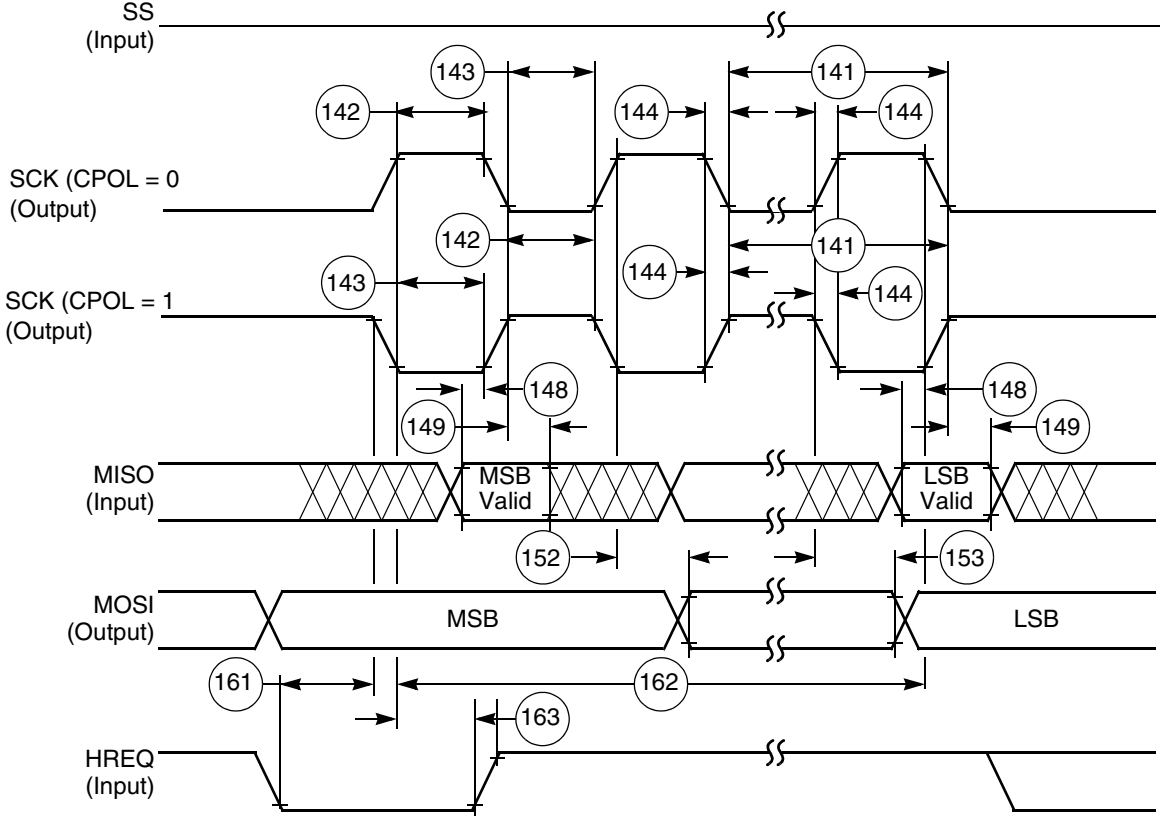 SS
(Input)
143
141
142
144
144
SCK (CPOL = 0
(Output)
142
141
143
144
144
SCK (CPOL = 1
(Output)
148
148
149
149
MISO
(Input)
MSB
Valid
LSB
Valid
152
153
MOSI
(Output)
MSB
LSB
161
162
163
HREQ
(Input)